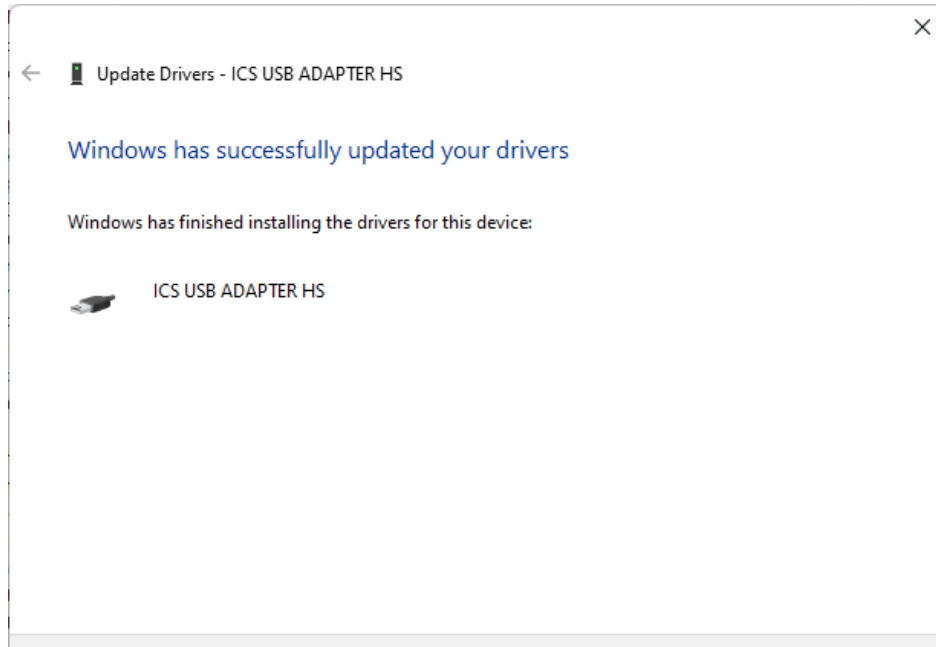 Update Drivers - ICS USB ADAPTER HS
Windows has successfully updated your drivers
Windows has finished installing the drivers for this device:
ICS USB ADAPTER HS